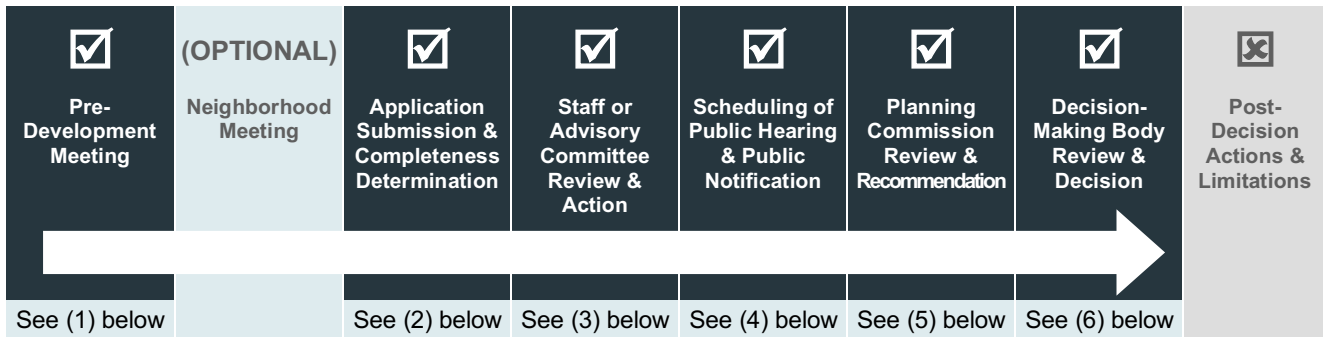 Pre-
Development
Meeting
See (1) below
(OPTIONAL)
Neighborhood
Meeting
Application
Submission &
Completeness
Determination
See (2) below
Staff or
Advisory
Committee
Review &
Action
See (3) below
Scheduling of
Public Hearing
& Public
Notification
See (4) below
Planning
Commission
Review &
Recommendation
See (5) below
Decision-
Making Body
Review &
Decision
See (6) below
Post-
Decision
Actions &
Limitations